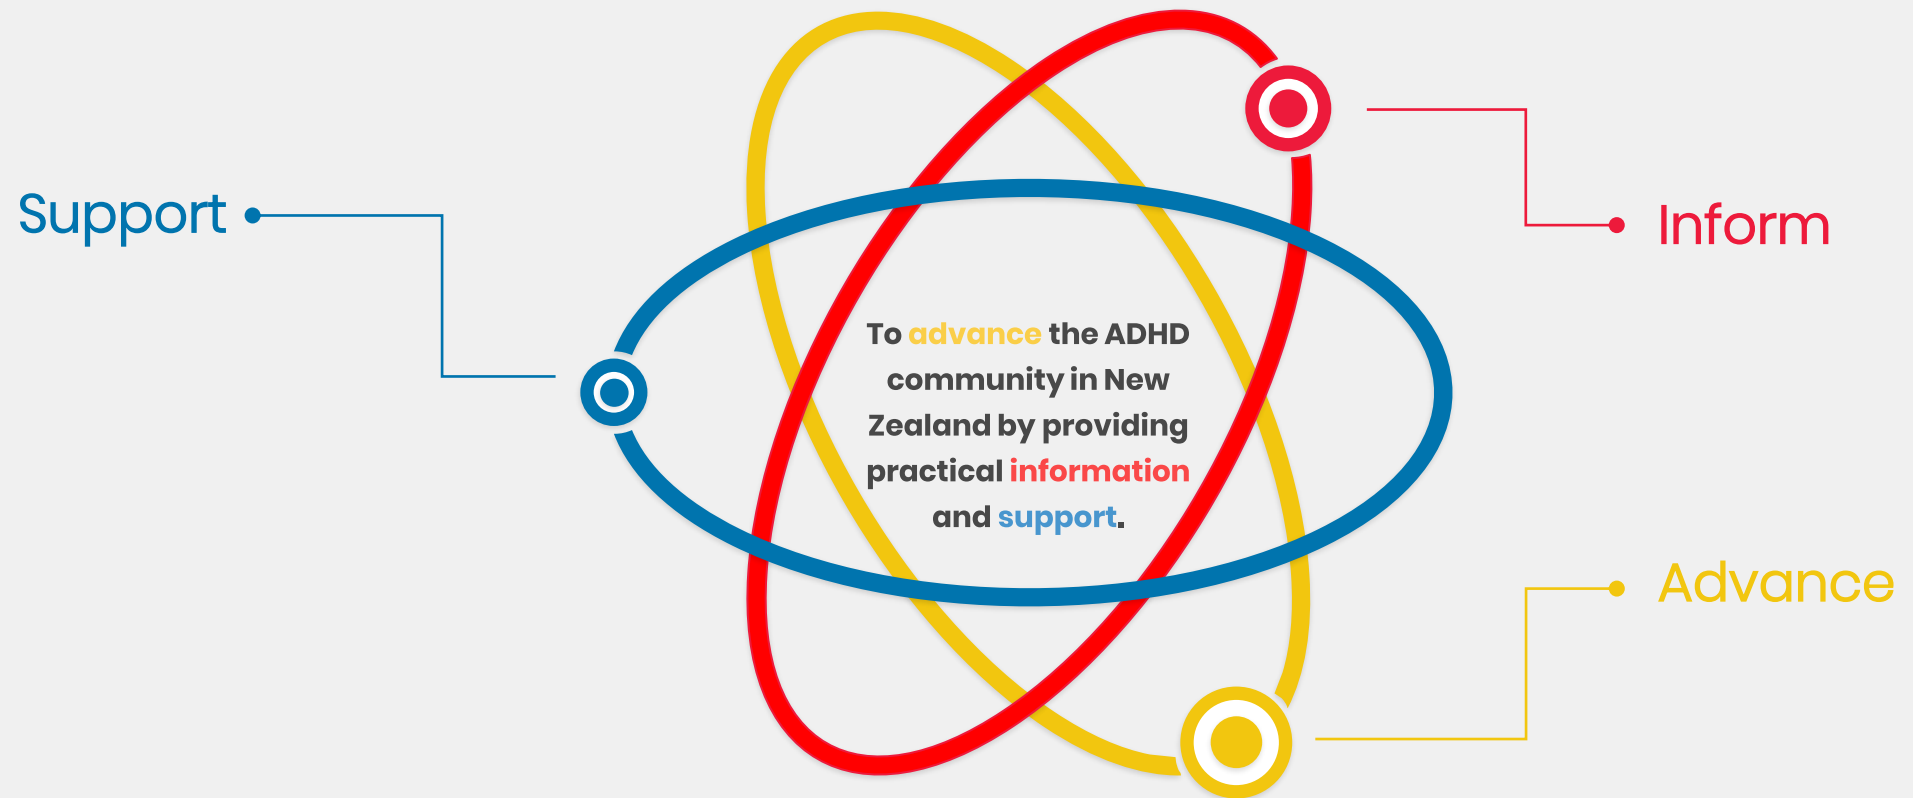 Support
Inform
To advance the ADHD
community in New
Zealand by providing
practical information
and support.
Advance